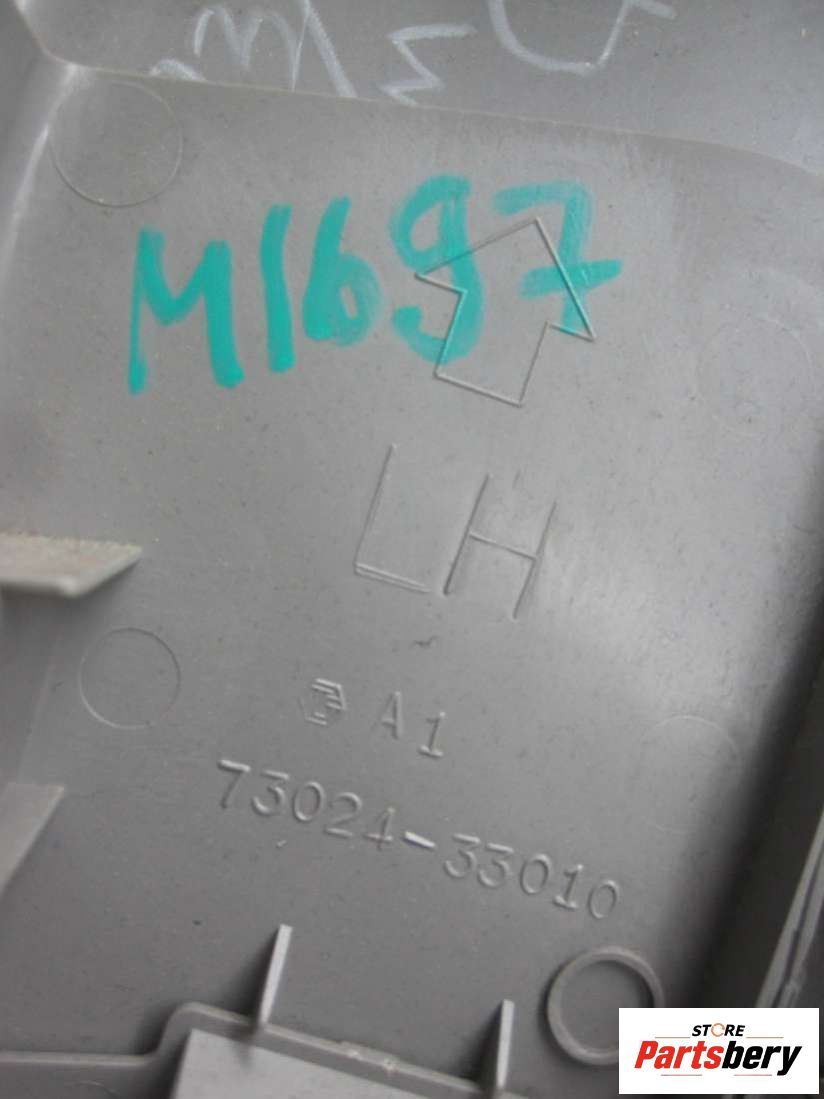 M1697
LH
A1
73024-33010
STORE
Partsbery